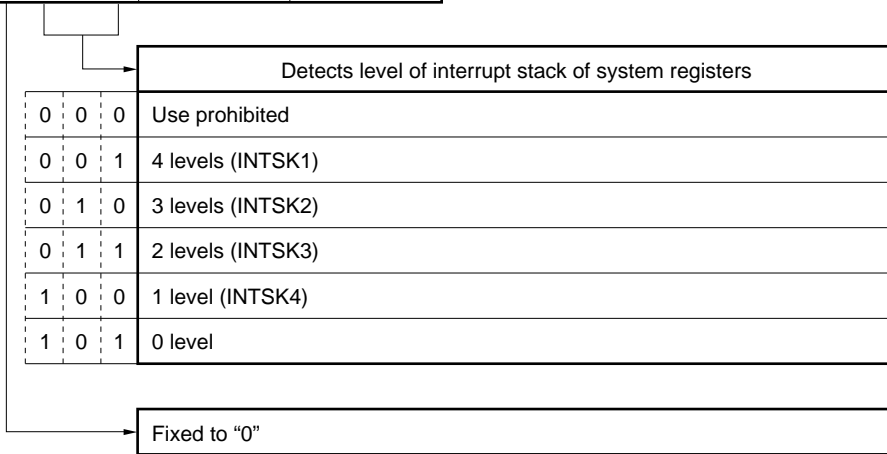 Detects level of interrupt stack of system registers
0 0 0 Use prohibited
0 0 1 4 levels (INTSK1)
0 1 0 3 levels (INTSK2)
0 1 1 2 levels (INTSK3)
1 0 0 1 level (INTSK4)
1 0 1 0 level
Fixed to “0”